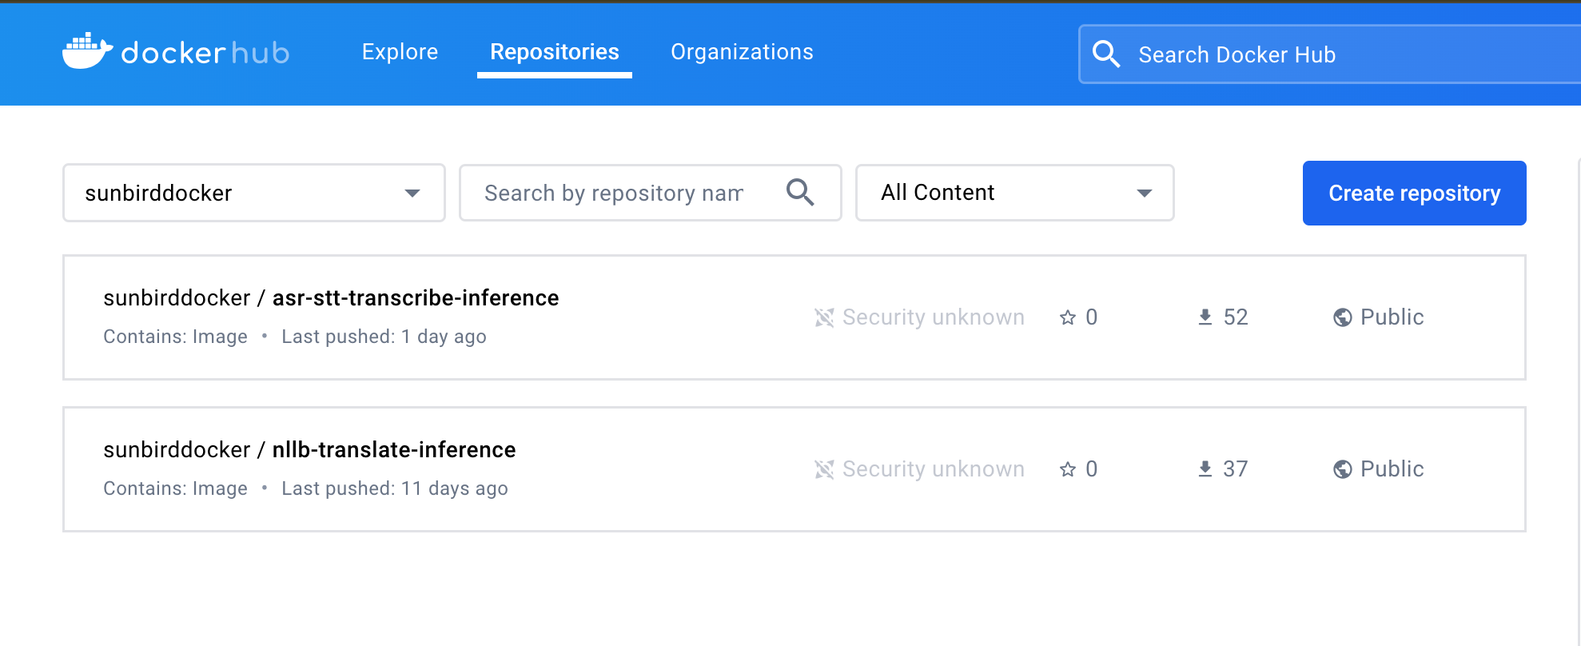 dockerhub Explore Repositories Organizations Search Docker Hub
sunbirddocker Search by repository nam All Content Create repository
sunbirddocker / asr-stt-transcribe-inference
Security unknown 0 52 Public
Contains: Image • Last pushed: 1 day ago
sunbirddocker / nllb-translate-inference
Security unknown 0 37 Public
Contains: Image • Last pushed: 11 days ago